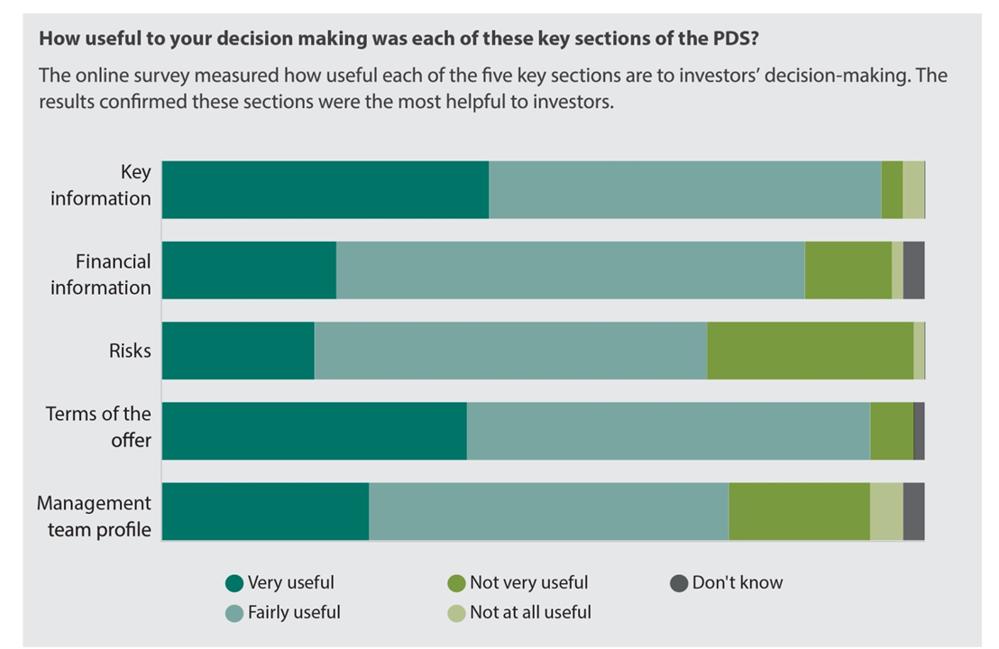 How useful to your decision making was each of these key sections of the PDS?
The online survey measured how useful each of the five key sections are to investors’ decision-making. The
results confirmed these sections were the most helpful to investors.
Key
information
Financial
information
Risks
Terms of the
offer
Management
team profile
Very useful
Not very useful
Don't know
Fairly useful
Not at all useful